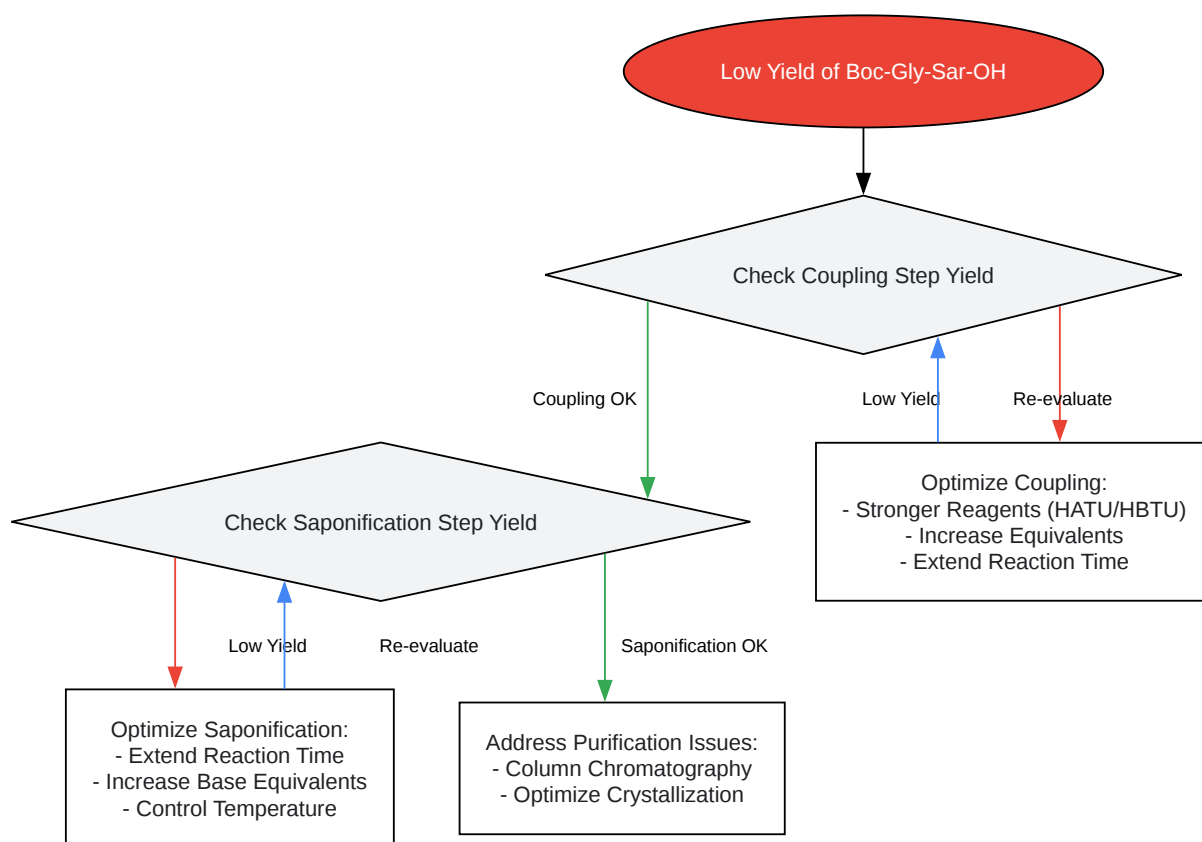 Low Yield of Boc-Gly-Sar-OH
Check Coupling Step Yield
Coupling OK
Low Yield
Re-evaluate
Optimize Coupling:
- Stronger Reagents (HATU/HBTU)
- Increase Equivalents
- Extend Reaction Time
Check Saponification Step Yield
Low Yield
Re-evaluate
Saponification OK
Optimize Saponification:
- Extend Reaction Time
- Increase Base Equivalents
- Control Temperature
Address Purification Issues:
- Column Chromatography
- Optimize Crystallization